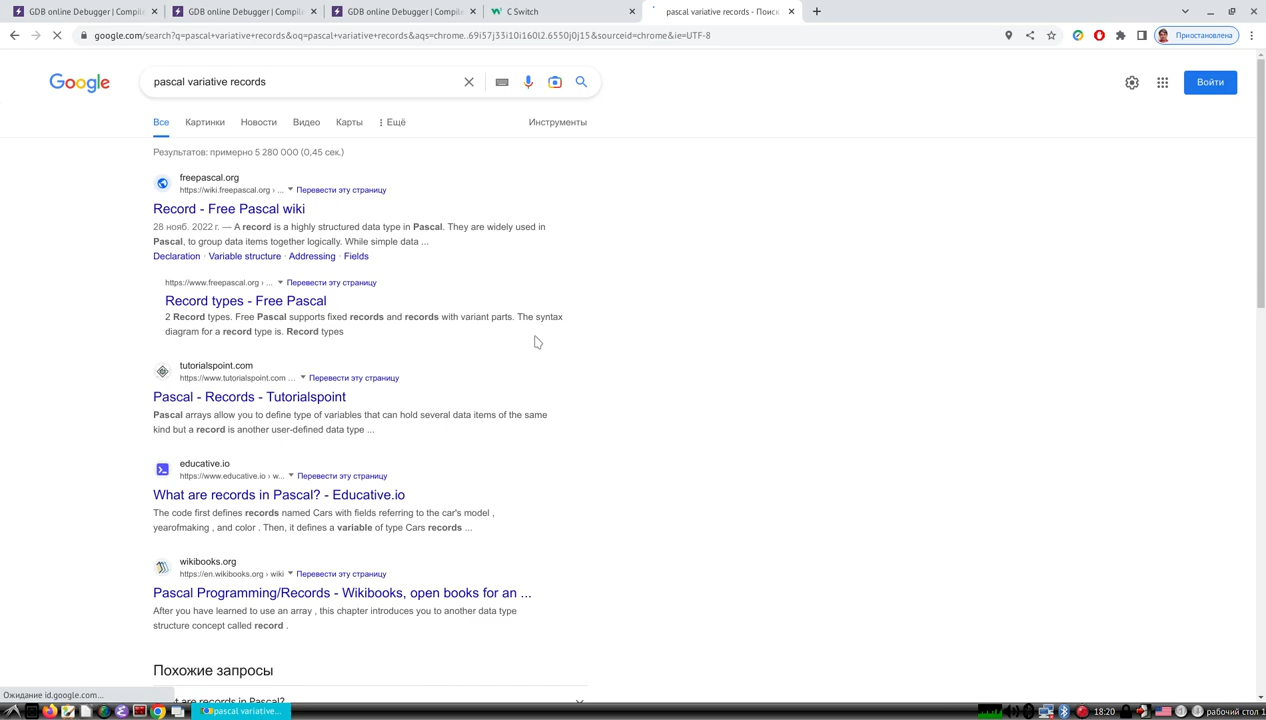 GDB online Debugger | Compile
GDB online Debugger | Compile
GDB online Debugger | Compile
C Switch
pascal variative records - Поиск
google.com/search?q=pascal+variative+records&oq=pascal+variative+records&aqs=chrome..69i57j33i10i160l2.6550j0j15&sourceid=chrome&ie=UTF-8
Приостановлена
Google
pascal variative records
Войти
Все
Картинки
Новости
Видео
Карты
Ещё
Инструменты
Результатов: примерно 5 280 000 (0,45 сек.)
freepascal.org
https://wiki.freepascal.org › ... Перевести эту страницу
Record - Free Pascal wiki
28 нояб. 2022 г. — A record is a highly structured data type in Pascal. They are widely used in
Pascal, to group data items together logically. While simple data ...
Declaration · Variable structure · Addressing · Fields
https://www.freepascal.org › ... Перевести эту страницу
Record types - Free Pascal
2 Record types. Free Pascal supports fixed records and records with variant parts. The syntax
diagram for a record type is. Record types
tutorialspoint.com
https://www.tutorialspoint.com ... Перевести эту страницу
Pascal - Records - Tutorialspoint
Pascal arrays allow you to define type of variables that can hold several data items of the same
kind but a record is another user-defined data type ...
educative.io
https://www.educative.io › w... Перевести эту страницу
What are records in Pascal? - Educative.io
The code first defines records named Cars with fields referring to the car's model ,
yearofmaking , and color . Then, it defines a variable of type Cars records ...
wikibooks.org
https://en.wikibooks.org › wiki Перевести эту страницу
Pascal Programming/Records - Wikibooks, open books for an ...
After you have learned to use an array , this chapter introduces you to another data type
structure concept called record .
Похожие запросы
are records in Pascal?
Ожидание id.google.com...
pascal variative...
18:20
рабочий стол 1